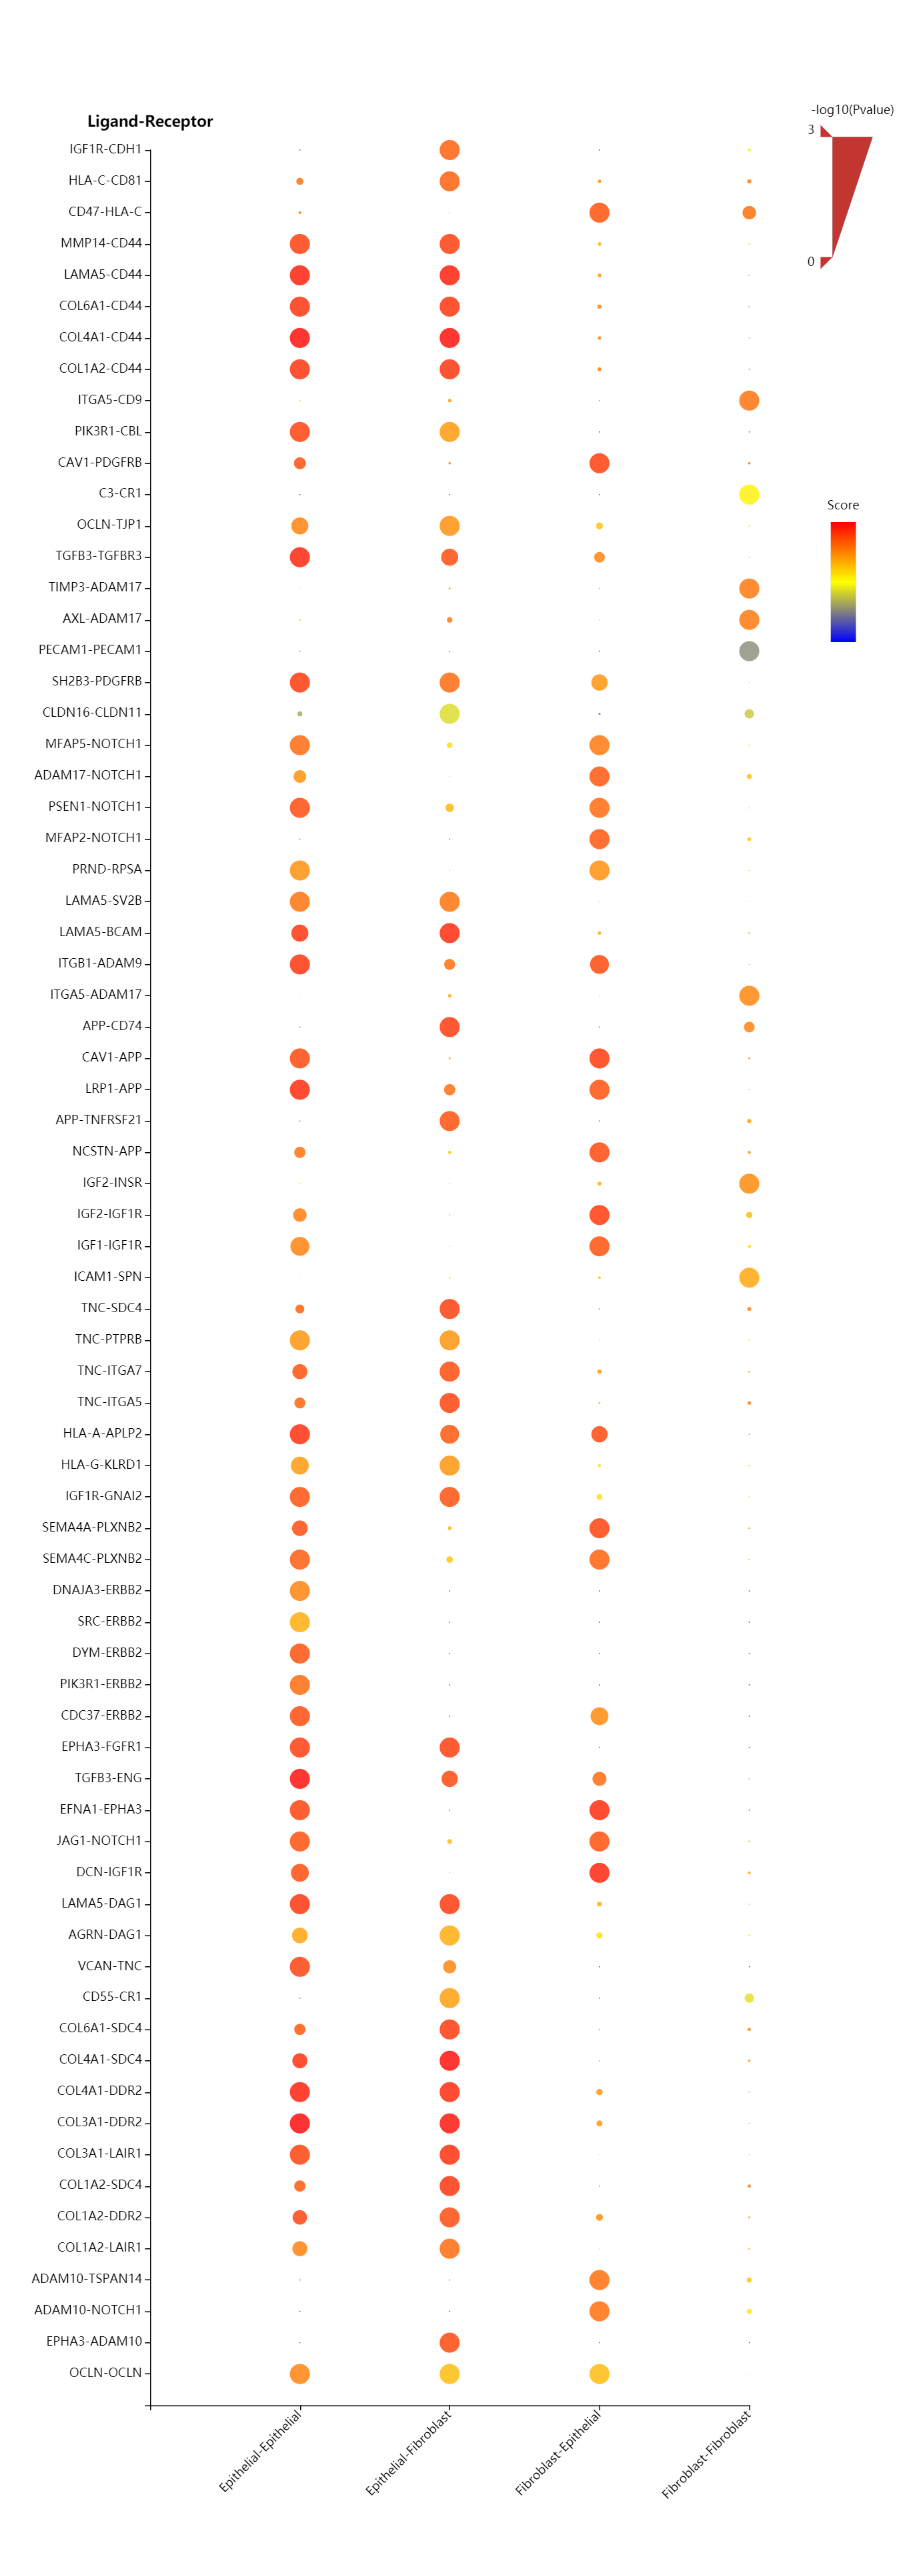 -log10(Pvalue)
Ligand-Receptor
3
0
Score
IGF1R-CDH1
HLA-C-CD81
CD47-HLA-C
MMP14-CD44
LAMA5-CD44
COL6A1-CD44
COL4A1-CD44
COL1A2-CD44
ITGA5-CD9
PIK3R1-CBL
CAV1-PDGFRB
C3-CR1
OCLN-TJP1
TGFB3-TGFBR3
TIMP3-ADAM17
AXL-ADAM17
PECAM1-PECAM1
SH2B3-PDGFRB
CLDN16-CLDN11
MFAP5-NOTCH1
ADAM17-NOTCH1
PSEN1-NOTCH1
MFAP2-NOTCH1
PRND-RPSA
LAMA5-SV2B
LAMA5-BCAM
ITGB1-ADAM9
ITGA5-ADAM17
APP-CD74
CAV1-APP
LRP1-APP
APP-TNFRSF21
NCSTN-APP
IGF2-INSR
IGF2-IGF1R
IGF1-IGF1R
ICAM1-SPN
TNC-SDC4
TNC-PTPRB
TNC-ITGA7
TNC-ITGA5
HLA-A-APLP2
HLA-G-KLRD1
IGF1R-GNAI2
SEMA4A-PLXNB2
SEMA4C-PLXNB2
DNAJA3-ERBB2
SRC-ERBB2
DYM-ERBB2
PIK3R1-ERBB2
CDC37-ERBB2
EPHA3-FGFR1
TGFB3-ENG
EFNA1-EPHA3
JAG1-NOTCH1
DCN-IGF1R
LAMA5-DAG1
AGRN-DAG1
VCAN-TNC
CD55-CR1
COL6A1-SDC4
COL4A1-SDC4
COL4A1-DDR2
COL3A1-DDR2
COL3A1-LAIR1
COL1A2-SDC4
COL1A2-DDR2
COL1A2-LAIR1
ADAM10-TSPAN14
ADAM10-NOTCH1
EPHA3-ADAM10
OCLN-OCLN
Epithelial-Epithelial
Epithelial-Fibroblast
Fibroblast-Epithelial
Fibroblast-Fibroblast